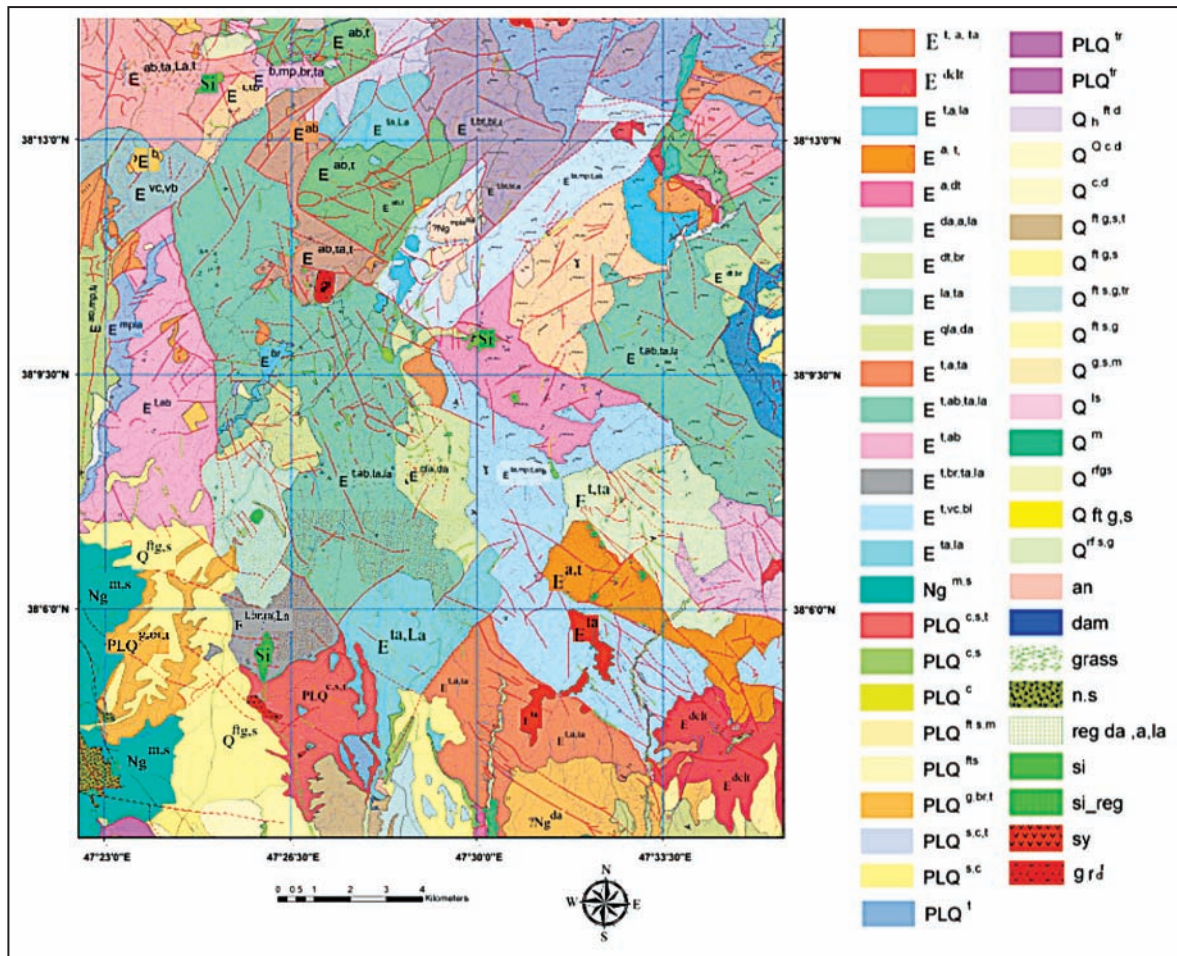 E ab,t
E ab,ta,La,t
Si
b,mp,br,ta
E ab
E ta,La
E t,br,bl,t
E b
E vc,vb
E ab,t
E ab,ta,t
E mpla
E br
Si
E dt,br
E t,ab,ta,la
E t,ab
E qla,da
E t,ta
Q ftg,s
Ng m,s
E a,t
PLQ
E ta,La
E ta
Si
PLQ c,s,t
E t,a,ta
E dclt
Q ftg,s
Ng m,s
?Ng da
38°13'0"N
38°9'30"N
38°6'0"N
38°13'0"N
38°9'30"N
38°6'0"N
47°23'0"E
47°26'30"E
47°30'0"E
47°33'30"E
0 0.5 1 2 3 4
Kilometers
N
W E
S
E t, a, ta
E dclt
E t,a,la
E a, t,
E a,dt
E da,a,la
E dt,br
E la,ta
E qla,da
E t,a,ta
E t,ab,ta,la
E t,ab
E t,br,ta,la
E t,vc,bl
E ta,la
Ng m,s
PLQ c,s,t
PLQ c,s
PLQ c
PLQ ft s,m
PLQ fts
PLQ g,br,t
PLQ s,c,t
PLQ s,c
PLQ t
PLQ tr
PLQ tr
Q h ft d
Q Q c d
Q c,d
Q ft g,s,t
Q ft g,s
Q ft s,g,tr
Q ft s,g
Q g,s,m
Q ls
Q m
Q rfgs
Q ft g,s
Q rf s,g
an
dam
grass
n.s
reg da ,a,la
si
si_reg
sy